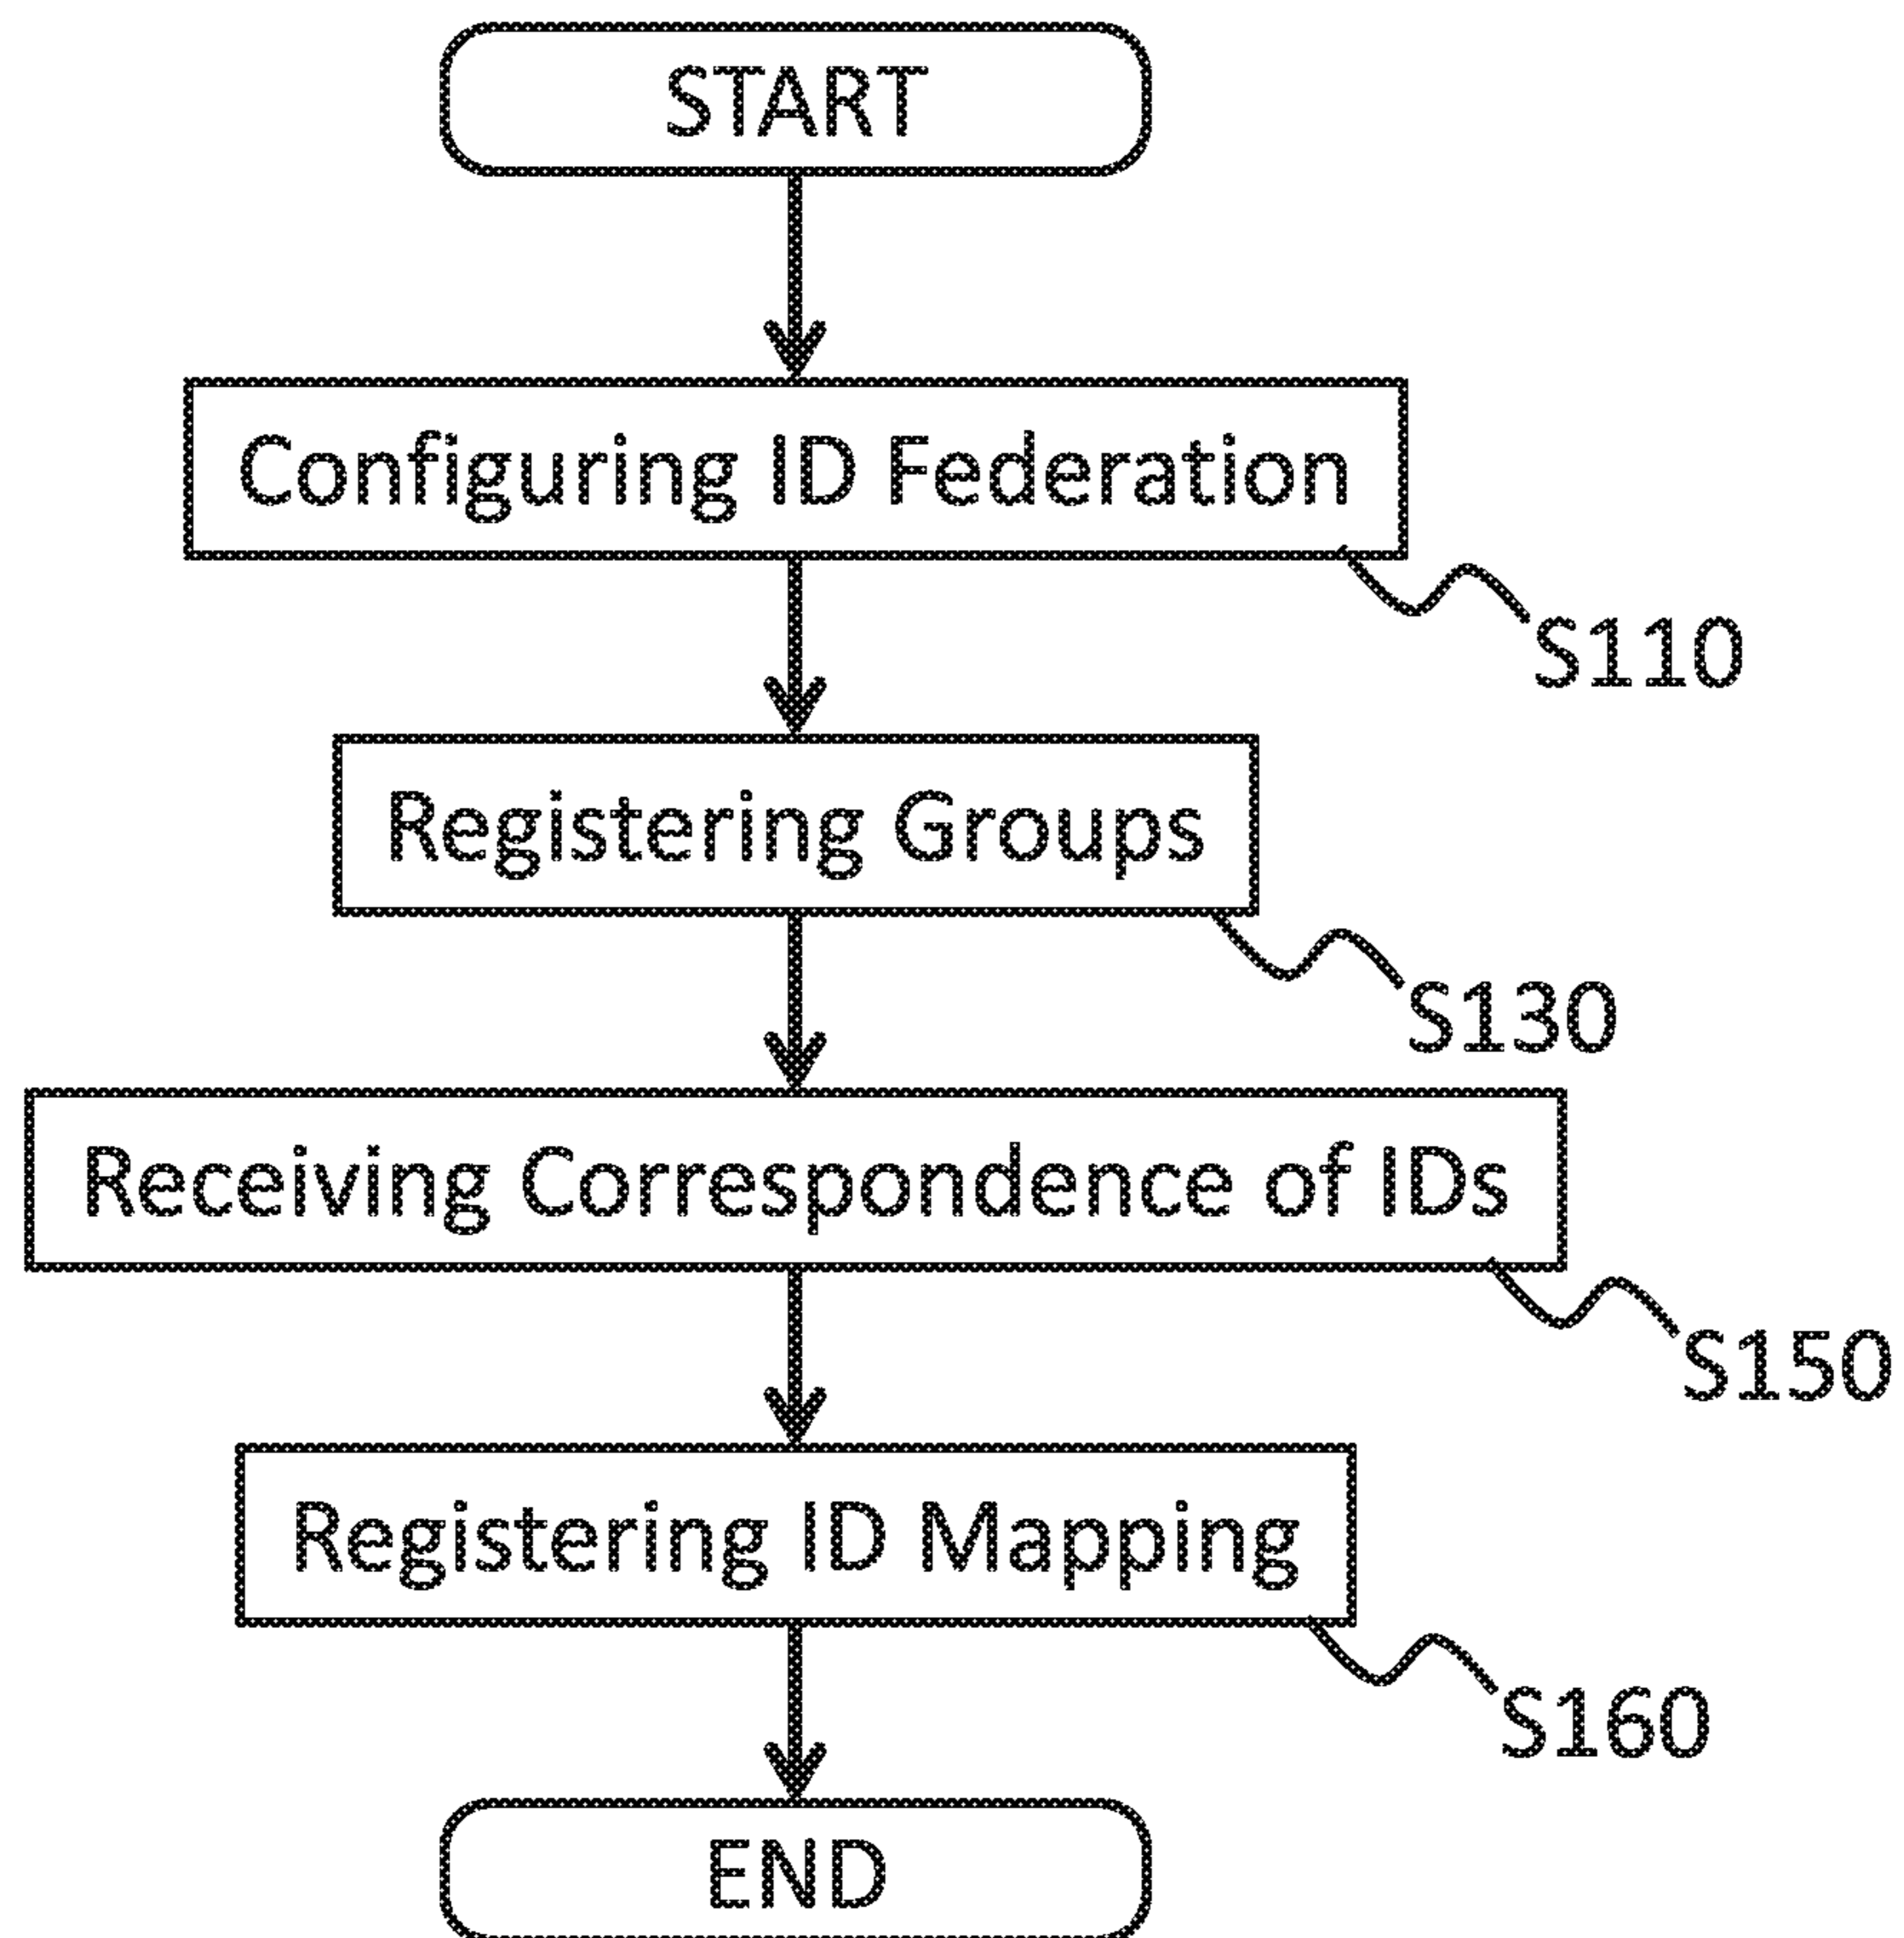 START
Configuring ID Federation
S110
Registering Groups
S130
Receiving Correspondence of IDs
S150
Registering ID Mapping
S160
END